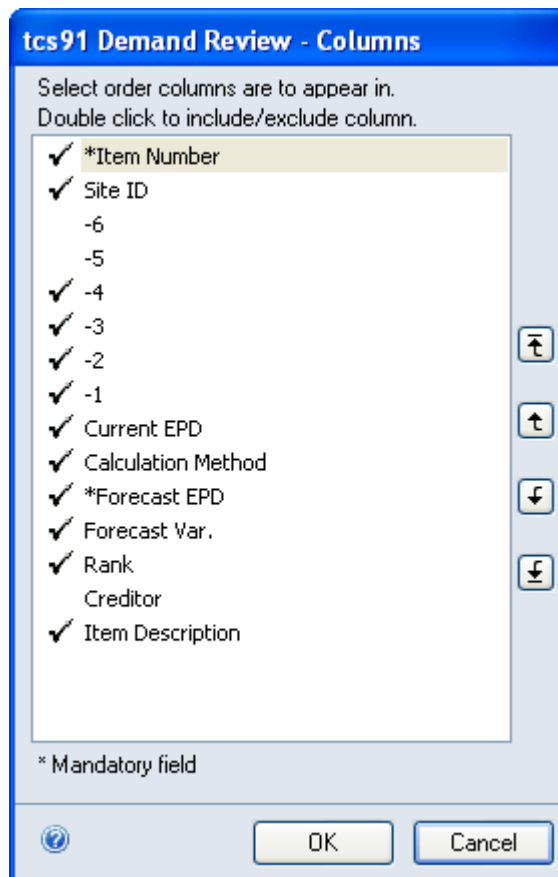 tcs91 Demand Review - Columns
Select order columns are to appear in.
Double click to include/exclude column.
*Item Number
Site ID
-6
-5
-4
-3
-2
-1
Current EPD
Calculation Method
*Forecast EPD
Forecast Var.
Rank
Creditor
Item Description
* Mandatory field
OK
Cancel